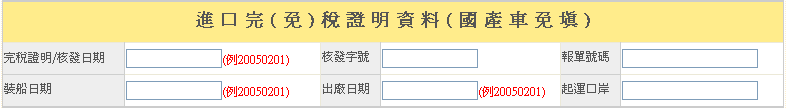 進口完(免)稅證明資料(國產車免填)
完稅證明/核發日期 (例20050201) 核發字號 報單號碼
裝船日期 (例20050201) 出廠日期 (例20050201) 起運口岸